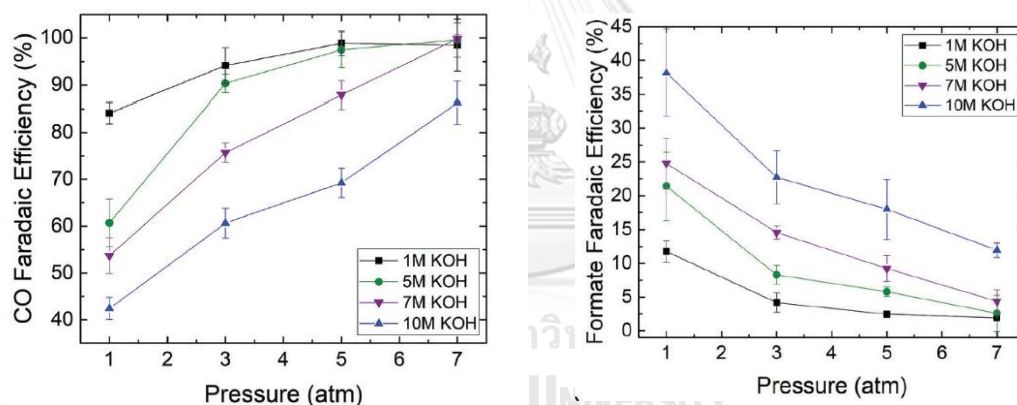 CO Faradaic Efficiency (%)
100
90
80
70
60
50
40
1M KOH
5M KOH
7M KOH
10M KOH
1 2 3 4 5 6 7
Pressure (atm)
Formate Faradaic Efficiency (%)
45
40
35
30
25
20
15
10
5
0
1M KOH
5M KOH
7M KOH
10M KOH
1 2 3 4 5 6 7
Pressure (atm)
UNIVERSITY